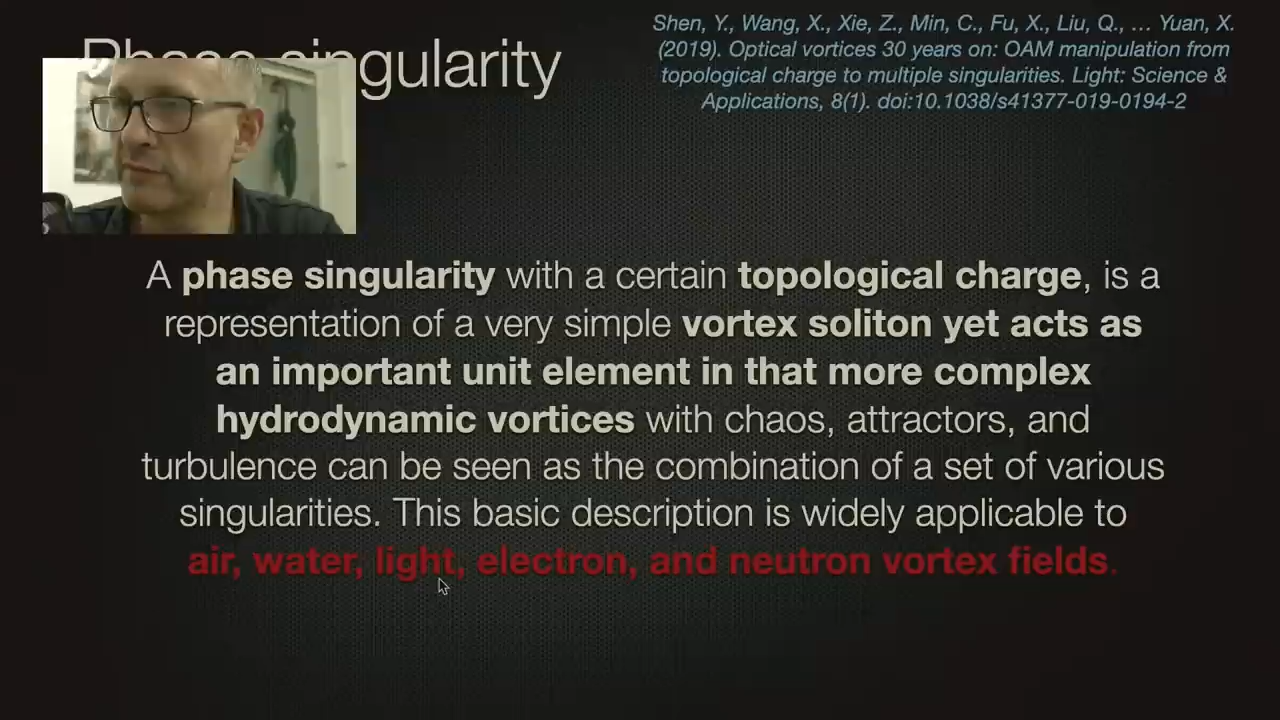 Phase singularity
Shen, Y., Wang, X., Xie, Z., Min, C., Fu, X., Liu, Q., … Yuan, X.
(2019). Optical vortices 30 years on: OAM manipulation from
topological charge to multiple singularities. Light: Science &
Applications, 8(1). doi:10.1038/s41377-019-0194-2
A phase singularity with a certain topological charge, is a
representation of a very simple vortex soliton yet acts as
an important unit element in that more complex
hydrodynamic vortices with chaos, attractors, and
turbulence can be seen as the combination of a set of various
singularities. This basic description is widely applicable to
air, water, light, electron, and neutron vortex fields.